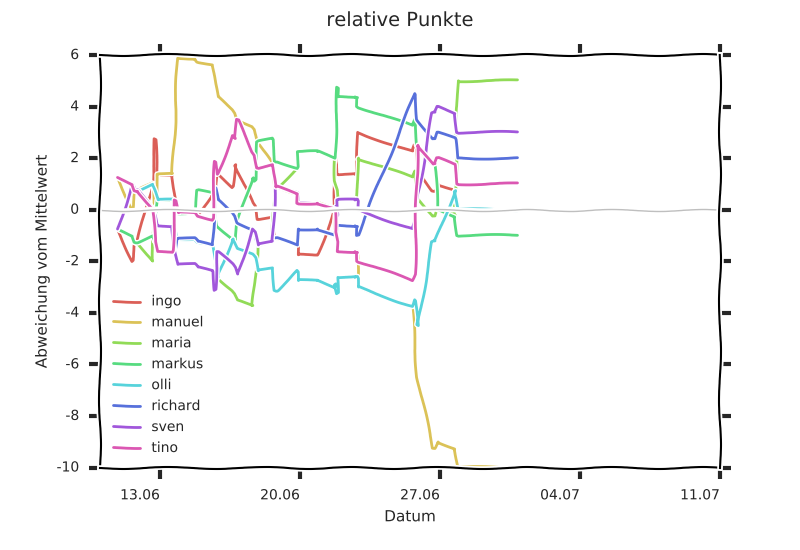 relative Punkte
Abweichung vom Mittelwert
6
4
2
0
-2
-4
-6
-8
-10
ingo
manuel
maria
markus
olli
richard
sven
tino
13.06 20.06 27.06 04.07 11.07
Datum